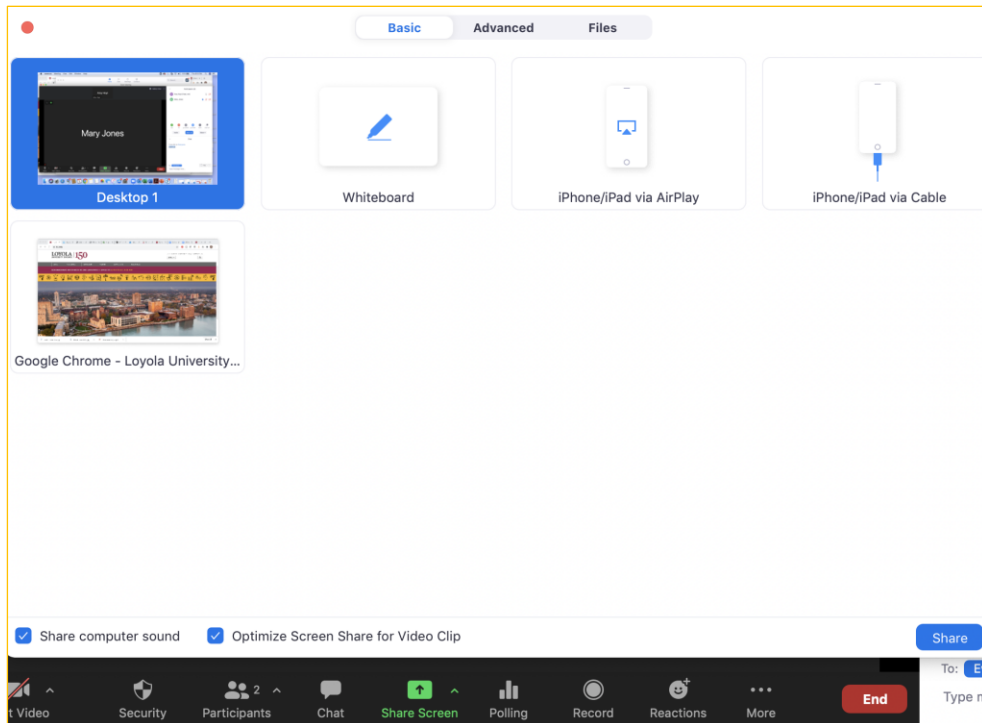 Basic Advanced Files
Mary Jones
Desktop 1 Whiteboard iPhone/iPad via AirPlay iPhone/iPad via Cable
LOYOLA 150
Google Chrome - Loyola University...
Share computer sound Optimize Screen Share for Video Clip Share
To:
2
t Video Security Participants Chat Share Screen Polling Record Reactions More End Type